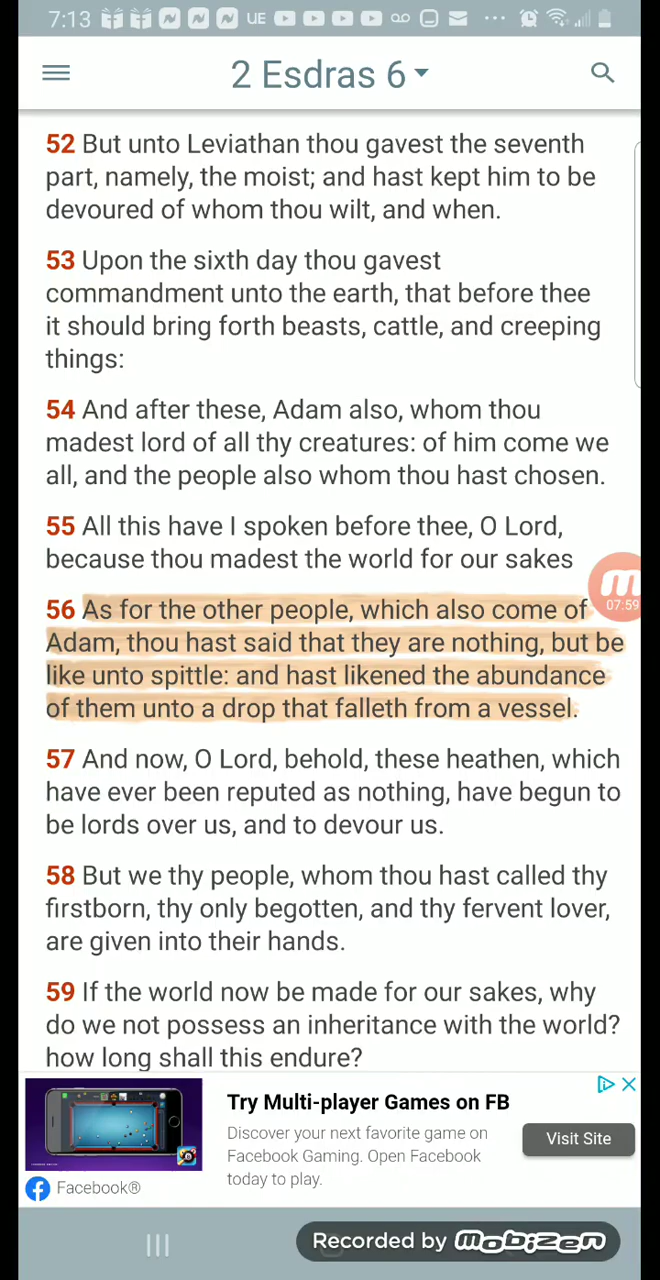 7:13 UE
2 Esdras 6
52 But unto Leviathan thou gavest the seventh
part, namely, the moist; and hast kept him to be
devoured of whom thou wilt, and when.
53 Upon the sixth day thou gavest
commandment unto the earth, that before thee
it should bring forth beasts, cattle, and creeping
things:
54 And after these, Adam also, whom thou
madest lord of all thy creatures: of him come we
all, and the people also whom thou hast chosen.
55 All this have I spoken before thee, O Lord,
because thou madest the world for our sakes
56 As for the other people, which also come of
Adam, thou hast said that they are nothing, but be
like unto spittle: and hast likened the abundance
of them unto a drop that falleth from a vessel.
m
07:59
57 And now, O Lord, behold, these heathen, which
have ever been reputed as nothing, have begun to
be lords over us, and to devour us.
58 But we thy people, whom thou hast called thy
firstborn, thy only begotten, and thy fervent lover,
are given into their hands.
59 If the world now be made for our sakes, why
do we not possess an inheritance with the world?
how long shall this endure?
Try Multi-player Games on FB
Discover your next favorite game on
Facebook Gaming. Open Facebook
today to play.
Visit Site
Facebook®
Recorded by mobizen